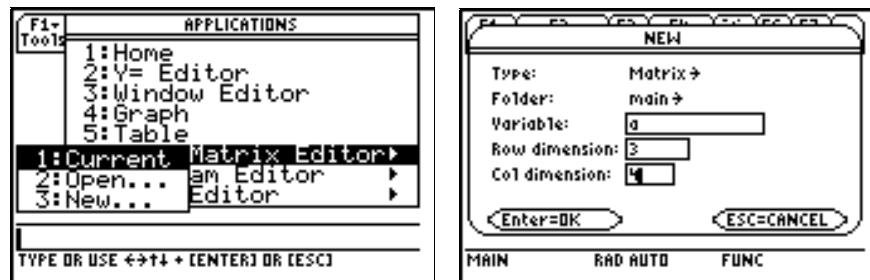 F1 APPLICATIONS
Tools
1:Home
2:Y= Editor
3:Window Editor
4:Graph
5:Table
1:Current Matrix Editor
2:Open... am Editor
3:New... Editor
TYPE OR USE ←→↑↓ + [ENTER] OR [ESC]
NEW
Type: Matrix→
Folder: main→
Variable: a
Row dimension: 3
Col dimension: 4
Enter=OK ESC=CANCEL
MAIN RAD AUTO FUNC